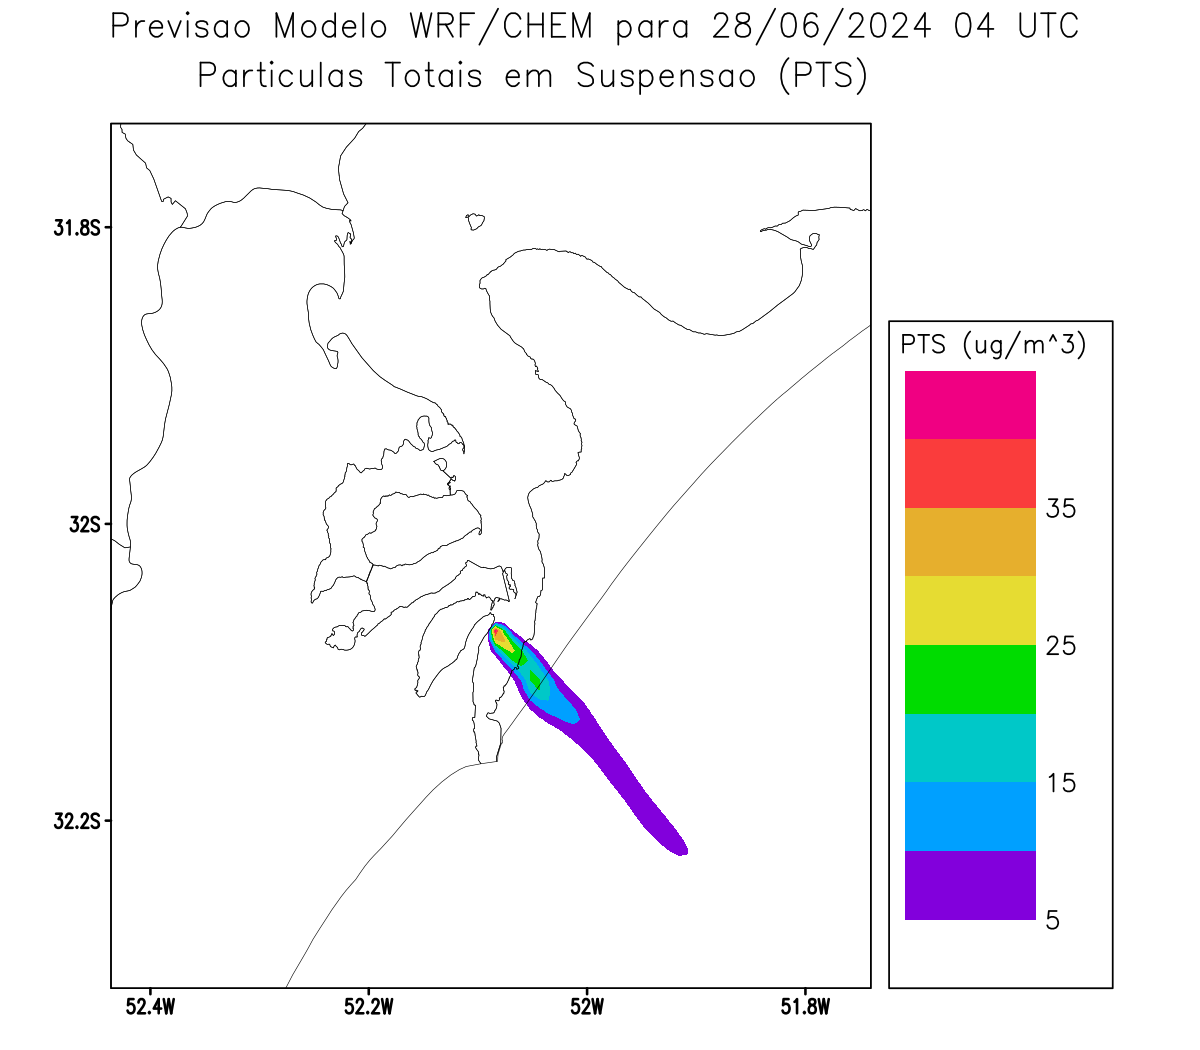 Previsao Modelo WRF/CHEM para 28/06/2024 04 UTC
Particulas Totais em Suspensao (PTS)
31.8S
32S
32.2S
52.4W
52.2W
52W
51.8W
PTS (ug/m^3)
35
25
15
5